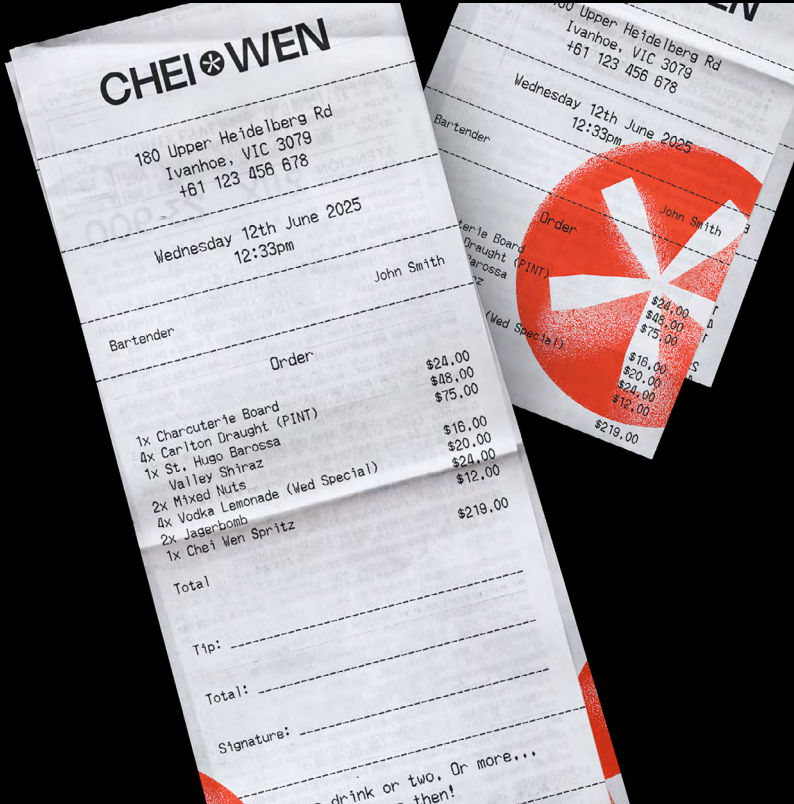 CHEI WEN
180 Upper Heidelberg Rd
Ivanhoe, VIC 3079
+61 123 456 678
Wednesday 12th June 2025
12:33pm
Bartender John Smith
Order
1x Charcuterie Board $24.00
4x Carlton Draught (PINT) $48.00
1x St. Hugo Barossa $75.00
Valley Shiraz
2x Mixed Nuts $16.00
4x Vodka Lemonade (Wed Special) $20.00
2x Jagerbomb $24.00
1x Chei Wen Spritz $12.00
Total $219.00
Tip:
Total:
Signature:
drink or two. Or more...
then!
Upper Heidelberg Rd
Ivanhoe, VIC 3079
+61 123 456 678
Wednesday 12th June 2025
12:33pm
Bartender John Smith
Order
Board $24.00
Draught (PINT) $48.00
$75.00
$16.00
(Wed Special) $20.00
$24.00
$12.00
$219.00